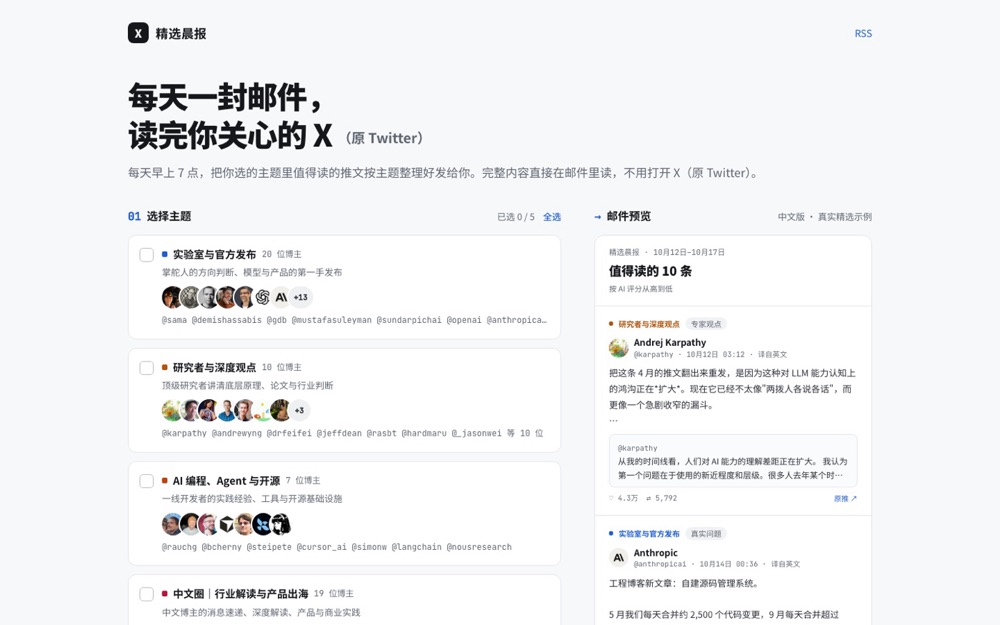 X 精选晨报
RSS
每天一封邮件，
读完你关心的 X（原 Twitter）
每天早上 7 点，把你选的主题里值得读的推文按主题整理好发给你。完整内容直接在邮件里读，不用打开 X（原 Twitter）。
01 选择主题
已选 0 / 5 全选
实验室与官方发布 20 位博主
掌舵人的方向判断、模型与产品的第一手发布
+13
@sama @demishassabis @gdb @mustafasuleyman @sundarpichai @openai @anthropica…
研究者与深度观点 10 位博主
顶级研究者讲清底层原理、论文与行业判断
+3
@karpathy @andrewyng @drfeifei @jeffdean @rasbt @hardmaru @_jasonwei 等 10 位
AI 编程、Agent 与开源 7 位博主
一线开发者的实践经验、工具与开源基础设施
@rauchg @bcherny @steipete @cursor_ai @simonw @langchain @nousresearch
中文圈｜行业解读与产品出海 19 位博主
中文博主的消息速递、深度解读、产品与商业实践
→ 邮件预览
中文版 · 真实精选示例
精选晨报 · 10月12日–10月17日
值得读的 10 条
按 AI 评分从高到低
研究者与深度观点 专家观点
Andrej Karpathy
@karpathy · 10月12日 03:12 · 译自英文
把这条 4 月的推文翻出来重发，是因为这种对 LLM 能力认知上
的鸿沟正在*扩大*。现在它已经不太像"两拨人各说各话"，而
更像一个急剧收窄的漏斗。
…
@karpathy
从我的时间线看，人们对 AI 能力的理解差距正在扩大。 我认为
第一个问题在于使用的新近程度和层级。很多人去年某个时…
♡ 4.3万 ⇄ 5,792
原推 ↗
实验室与官方发布 真实问题
Anthropic
@anthropicai · 10月14日 00:36 · 译自英文
工程博客新文章：自建源码管理系统。
5 月我们每天合并约 2,500 个代码变更，9 月每天合并超过